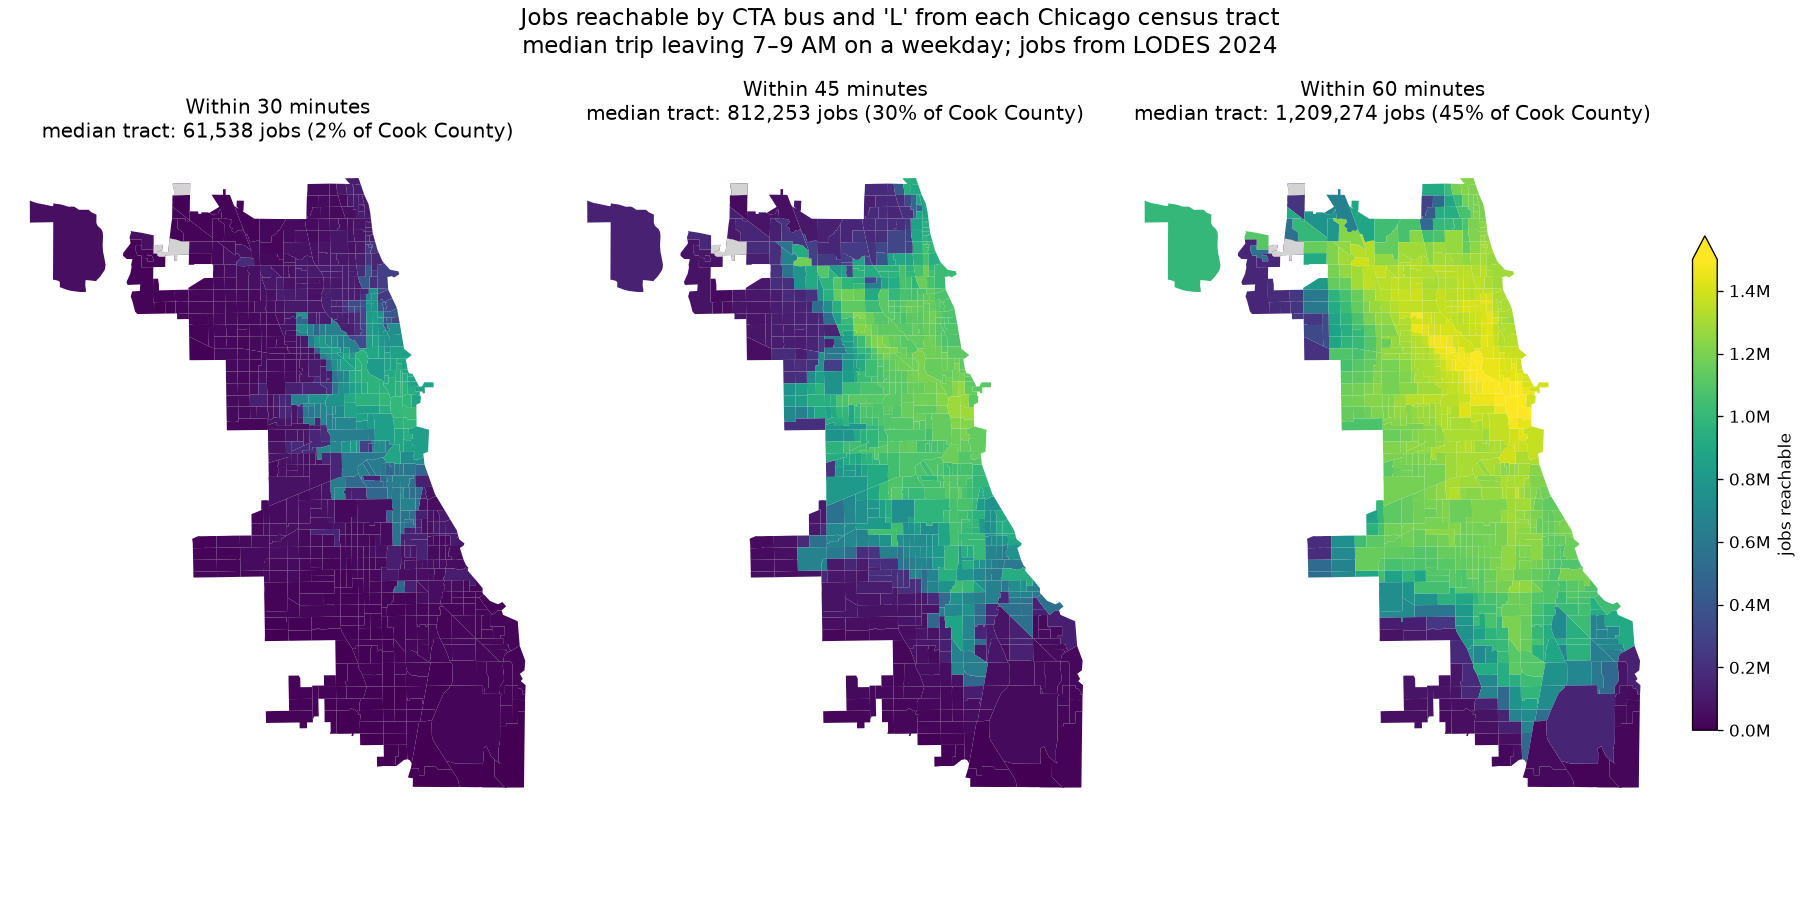 Jobs reachable by CTA bus and 'L' from each Chicago census tract
median trip leaving 7–9 AM on a weekday; jobs from LODES 2024
Within 30 minutes
median tract: 61,538 jobs (2% of Cook County)
Within 45 minutes
median tract: 812,253 jobs (30% of Cook County)
Within 60 minutes
median tract: 1,209,274 jobs (45% of Cook County)
1.4M
1.2M
1.0M
0.8M
0.6M
0.4M
0.2M
0.0M
jobs reachable